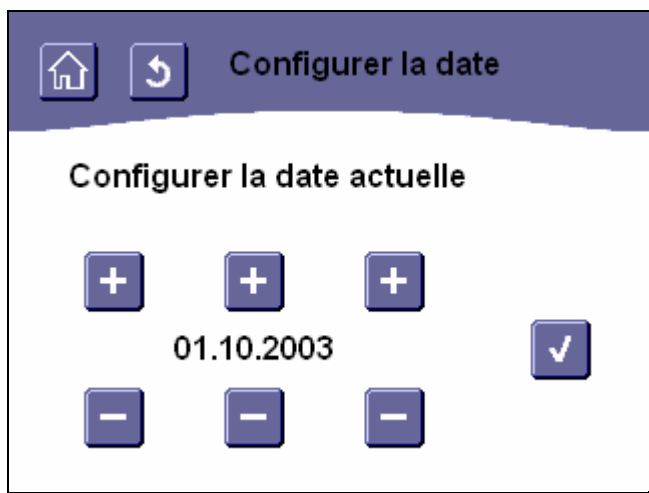 Configurer la date
Configurer la date actuelle
+ + +
01.10.2003
- - -